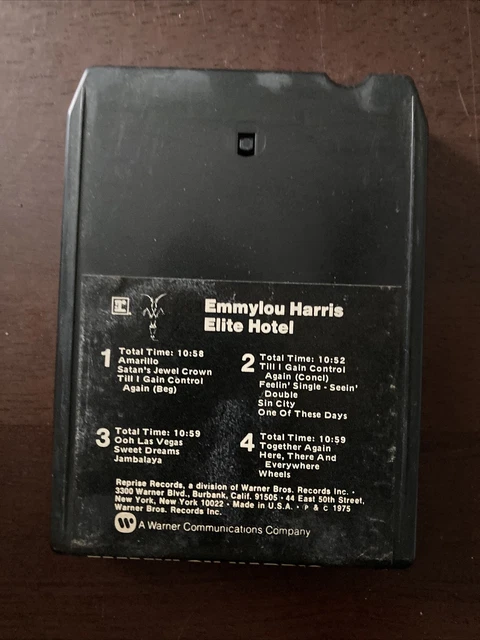 Emmylou Harris
Elite Hotel
1 Total Time: 10:58
Amarillo
Satan's Jewel Crown
Till I Gain Control
Again (Beg)
2 Total Time: 10:52
Till I Gain Control
Again (Concl)
Feelin' Single - Seein'
Double
Sin City
One Of These Days
3 Total Time: 10:59
Ooh Las Vegas
Sweet Dreams
Jambalaya
4 Total Time: 10:59
Together Again
Here, There And
Everywhere
Wheels
Reprise Records, a division of Warner Bros. Records Inc. •
3300 Warner Blvd., Burbank, Calif. 91505 • 44 East 50th Street,
New York, New York 10022 • Made in U.S.A. • P & C 1975
Warner Bros. Records Inc.
A Warner Communications Company